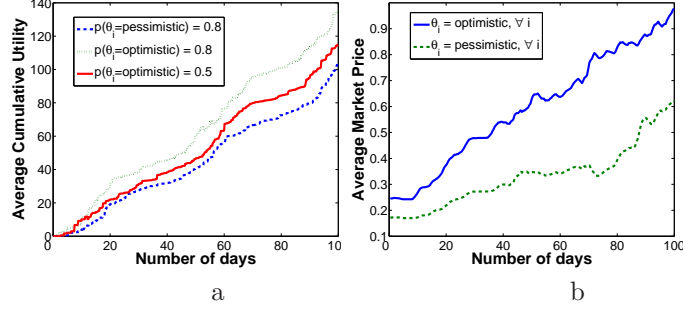 Average Cumulative Utility
140
120
100
80
60
40
20
0
0
20
40
60
80
10
Number of days
p(θi=pessimistic) = 0.8
p(θi=optimistic) = 0.8
p(θi=optimistic) = 0.5
a
Average Market Price
0.9
0.8
0.7
0.6
0.5
0.4
0.3
0.2
0.1
0
20
40
60
80
100
Number of days
θi = optimistic, ∀ i
θi = pessimistic, ∀ i
b